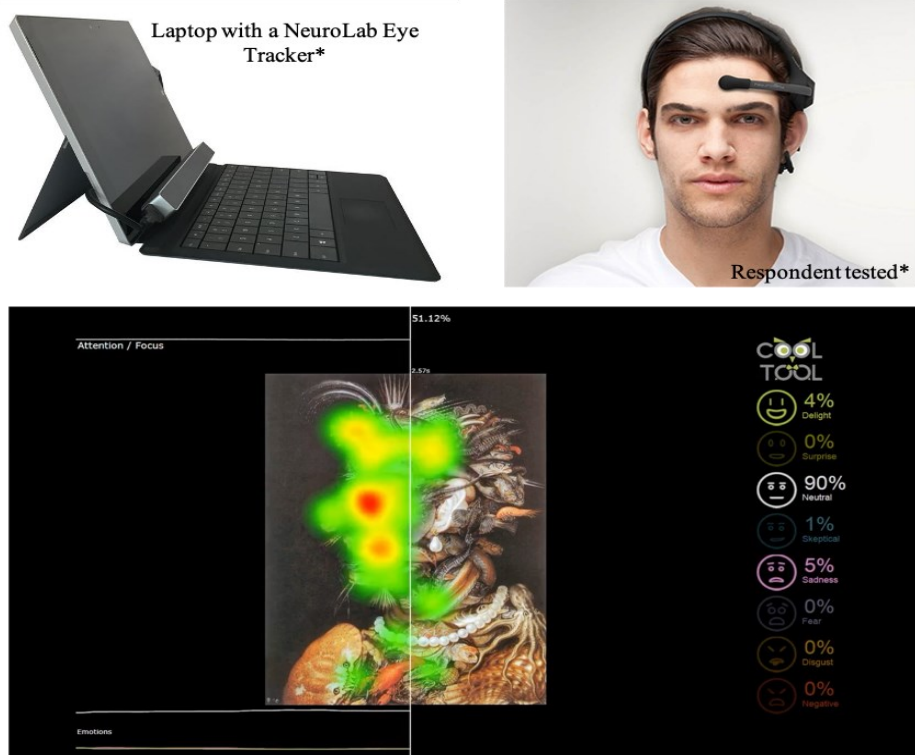 Laptop with a NeuroLab Eye
Tracker*
Respondent tested*
51.12%
Attention / Focus
2.57s
COOL
TOOL
4%
Delight
0%
Surprise
90%
Neutral
1%
Skeptical
5%
Sadness
0%
Fear
0%
Disgust
0%
Negative
Emotions